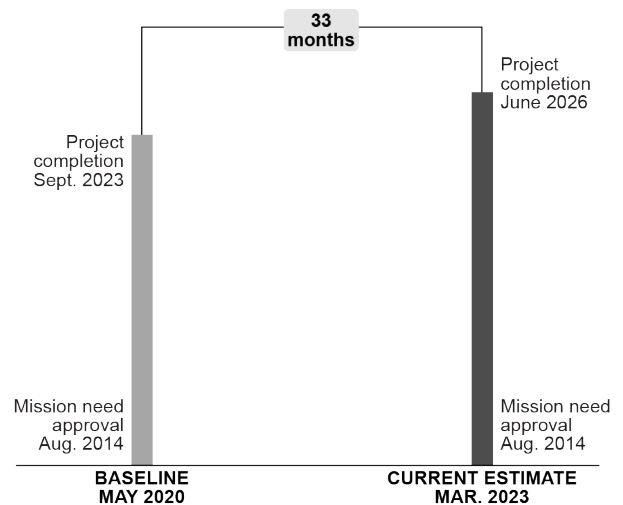 33
months
Project
completion
June 2026
Project
completion
Sept. 2023
Mission need
approval
Aug. 2014
Mission need
approval
Aug. 2014
BASELINE
MAY 2020
CURRENT ESTIMATE
MAR. 2023